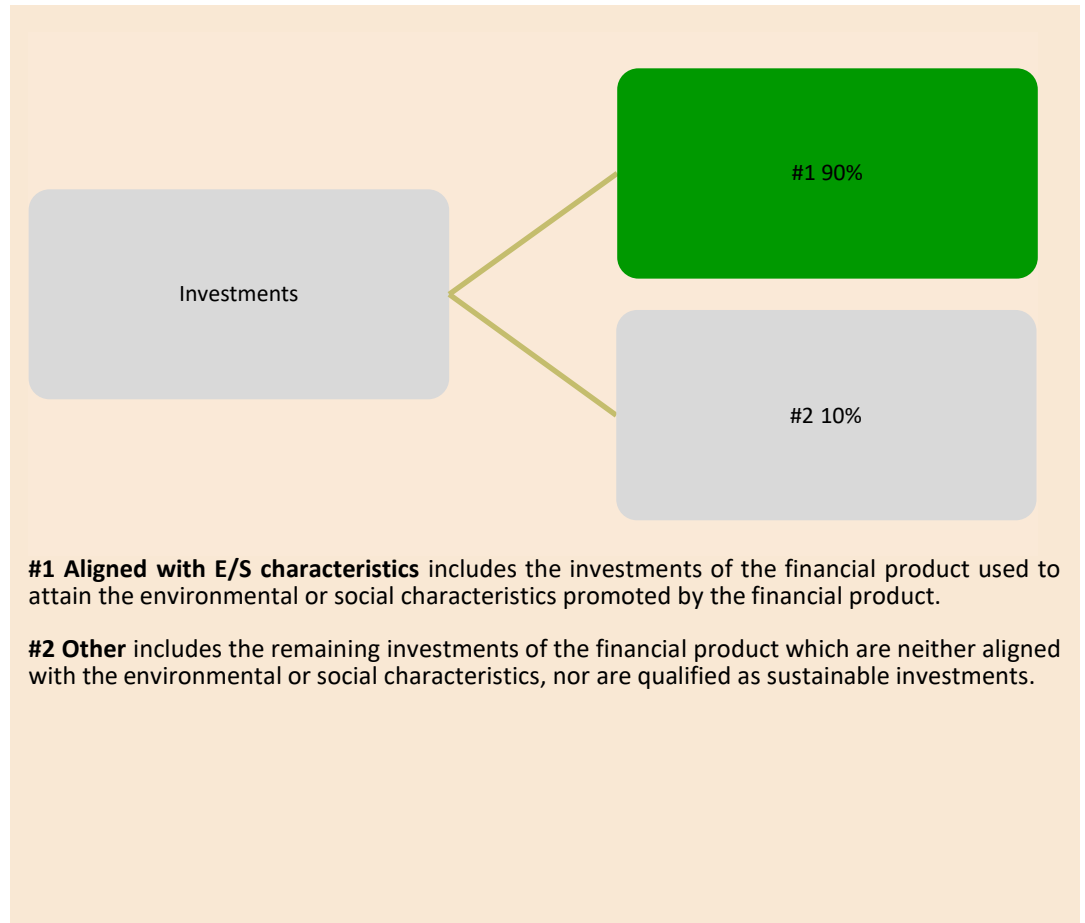 #1 90%
Investments
#2 10%
#1 Aligned with E/S characteristics includes the investments of the financial product used to
attain the environmental or social characteristics promoted by the financial product.
#2 Other includes the remaining investments of the financial product which are neither aligned
with the environmental or social characteristics, nor are qualified as sustainable investments.